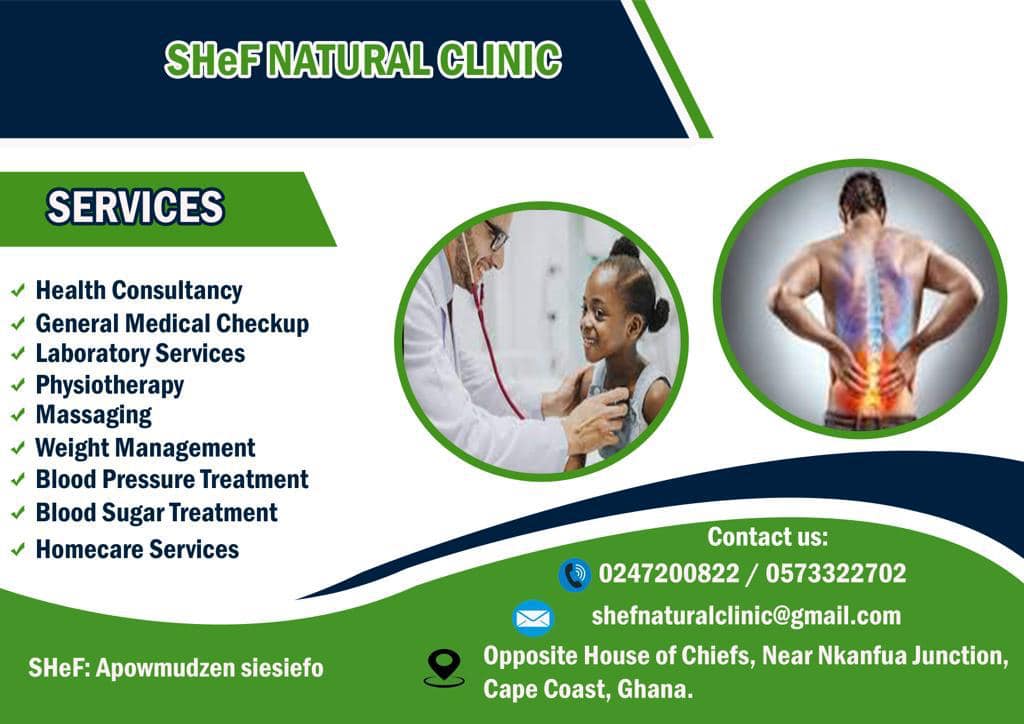 SHeF NATURAL CLINIC
SERVICES
Health Consultancy
General Medical Checkup
Laboratory Services
Physiotherapy
Massaging
Weight Management
Blood Pressure Treatment
Blood Sugar Treatment
Homecare Services
Contact us:
0247200822 / 0573322702
shefnaturalclinic@gmail.com
Opposite House of Chiefs, Near Nkanfua Junction,
Cape Coast, Ghana.
SHeF: Apowmudzen siesiefo